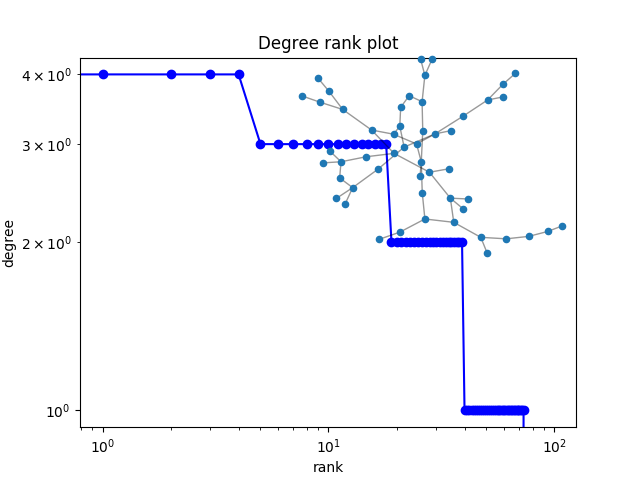 Degree rank plot
degree
4 × 10⁰
3 × 10⁰
2 × 10⁰
10⁰
10⁰
10¹
10²
rank